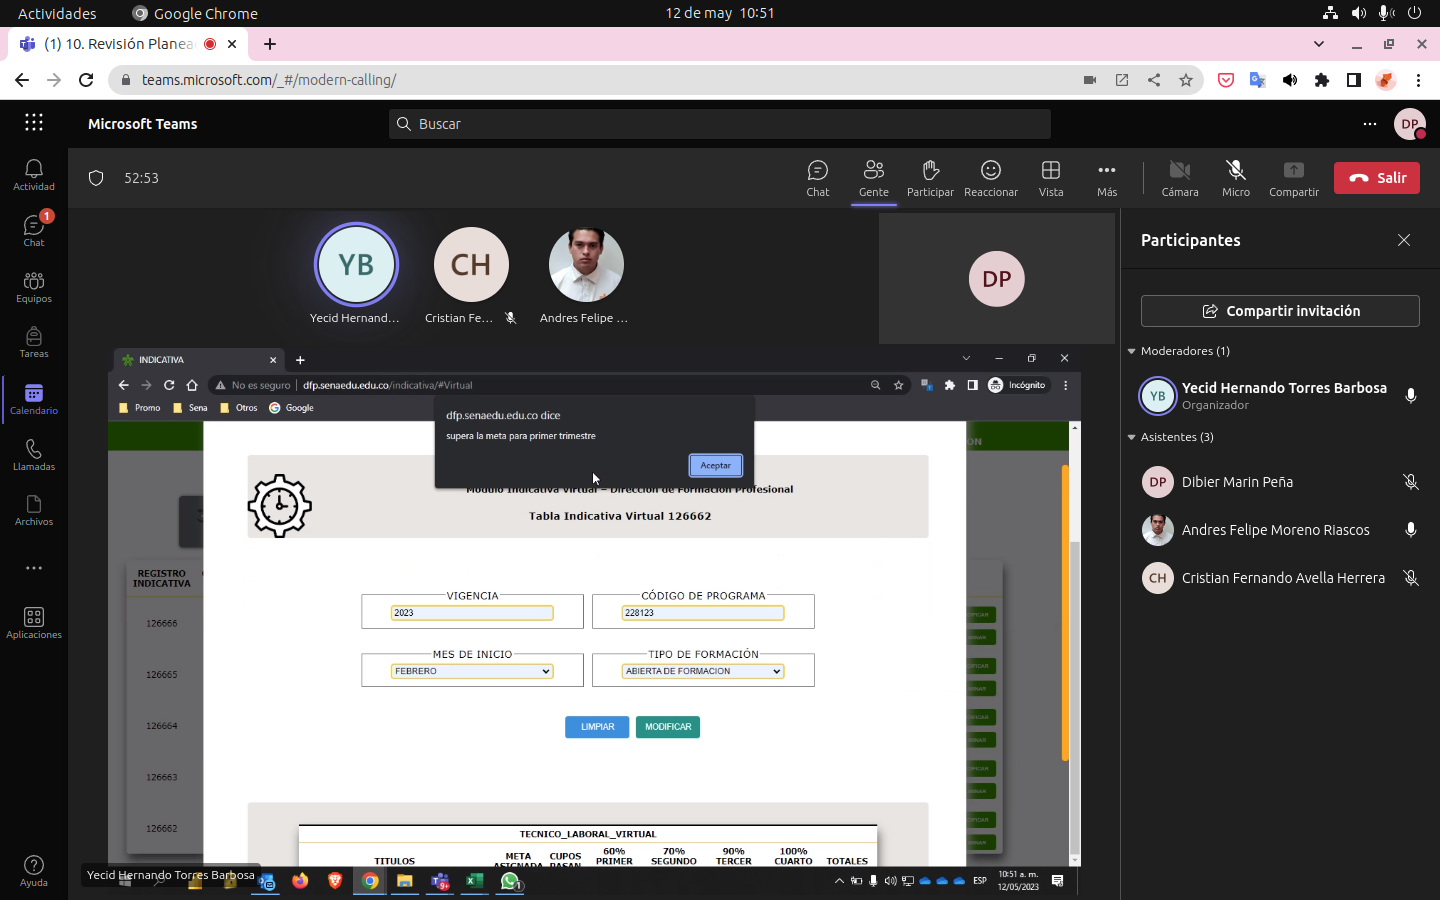 Actividades
Google Chrome
12 de may 10:51
(1) 10. Revisión Planea
teams.microsoft.com/_#/modern-calling/
Microsoft Teams
Buscar
DP
Actividad
1
Chat
Equipos
Tareas
Calendario
Llamadas
Archivos
Aplicaciones
Ayuda
52:53
Chat
Gente
Participar
Reaccionar
Vista
Más
Cámara
Micro
Compartir
Salir
YB
CH
Yecid Hernand...
Cristian Fe...
Andres Felipe ...
DP
Participantes
Compartir invitación
Moderadores (1)
YB
Yecid Hernando Torres Barbosa
Organizador
Asistentes (3)
DP
Dibier Marin Peña
Andres Felipe Moreno Riascos
CH
Cristian Fernando Avella Herrera
INDICATIVA
No es seguro
dfp.senaedu.edu.co/indicativa/#Virtual
Incógnito
Promo
Sena
Otros
Google
dfp.senaedu.edu.co dice
supera la meta para primer trimestre
Aceptar
Modulo Indicativa Virtual – Dirección de Formación Profesional
Tabla Indicativa Virtual 126662
REGISTRO
INDICATIVA
126666
126665
126664
126663
126662
VIGENCIA
2023
CÓDIGO DE PROGRAMA
228123
MES DE INICIO
FEBRERO
TIPO DE FORMACIÓN
ABIERTA DE FORMACION
LIMPIAR
MODIFICAR
TECNICO_LABORAL_VIRTUAL
TITULOS
META
ASIGNADA
CUPOS
PASAN
60%
PRIMER
70%
SEGUNDO
90%
TERCER
100%
CUARTO
TOTALES
Yecid Hernando Torres Barbosa
9+
1
ESP
10:51 a. m.
12/05/2023